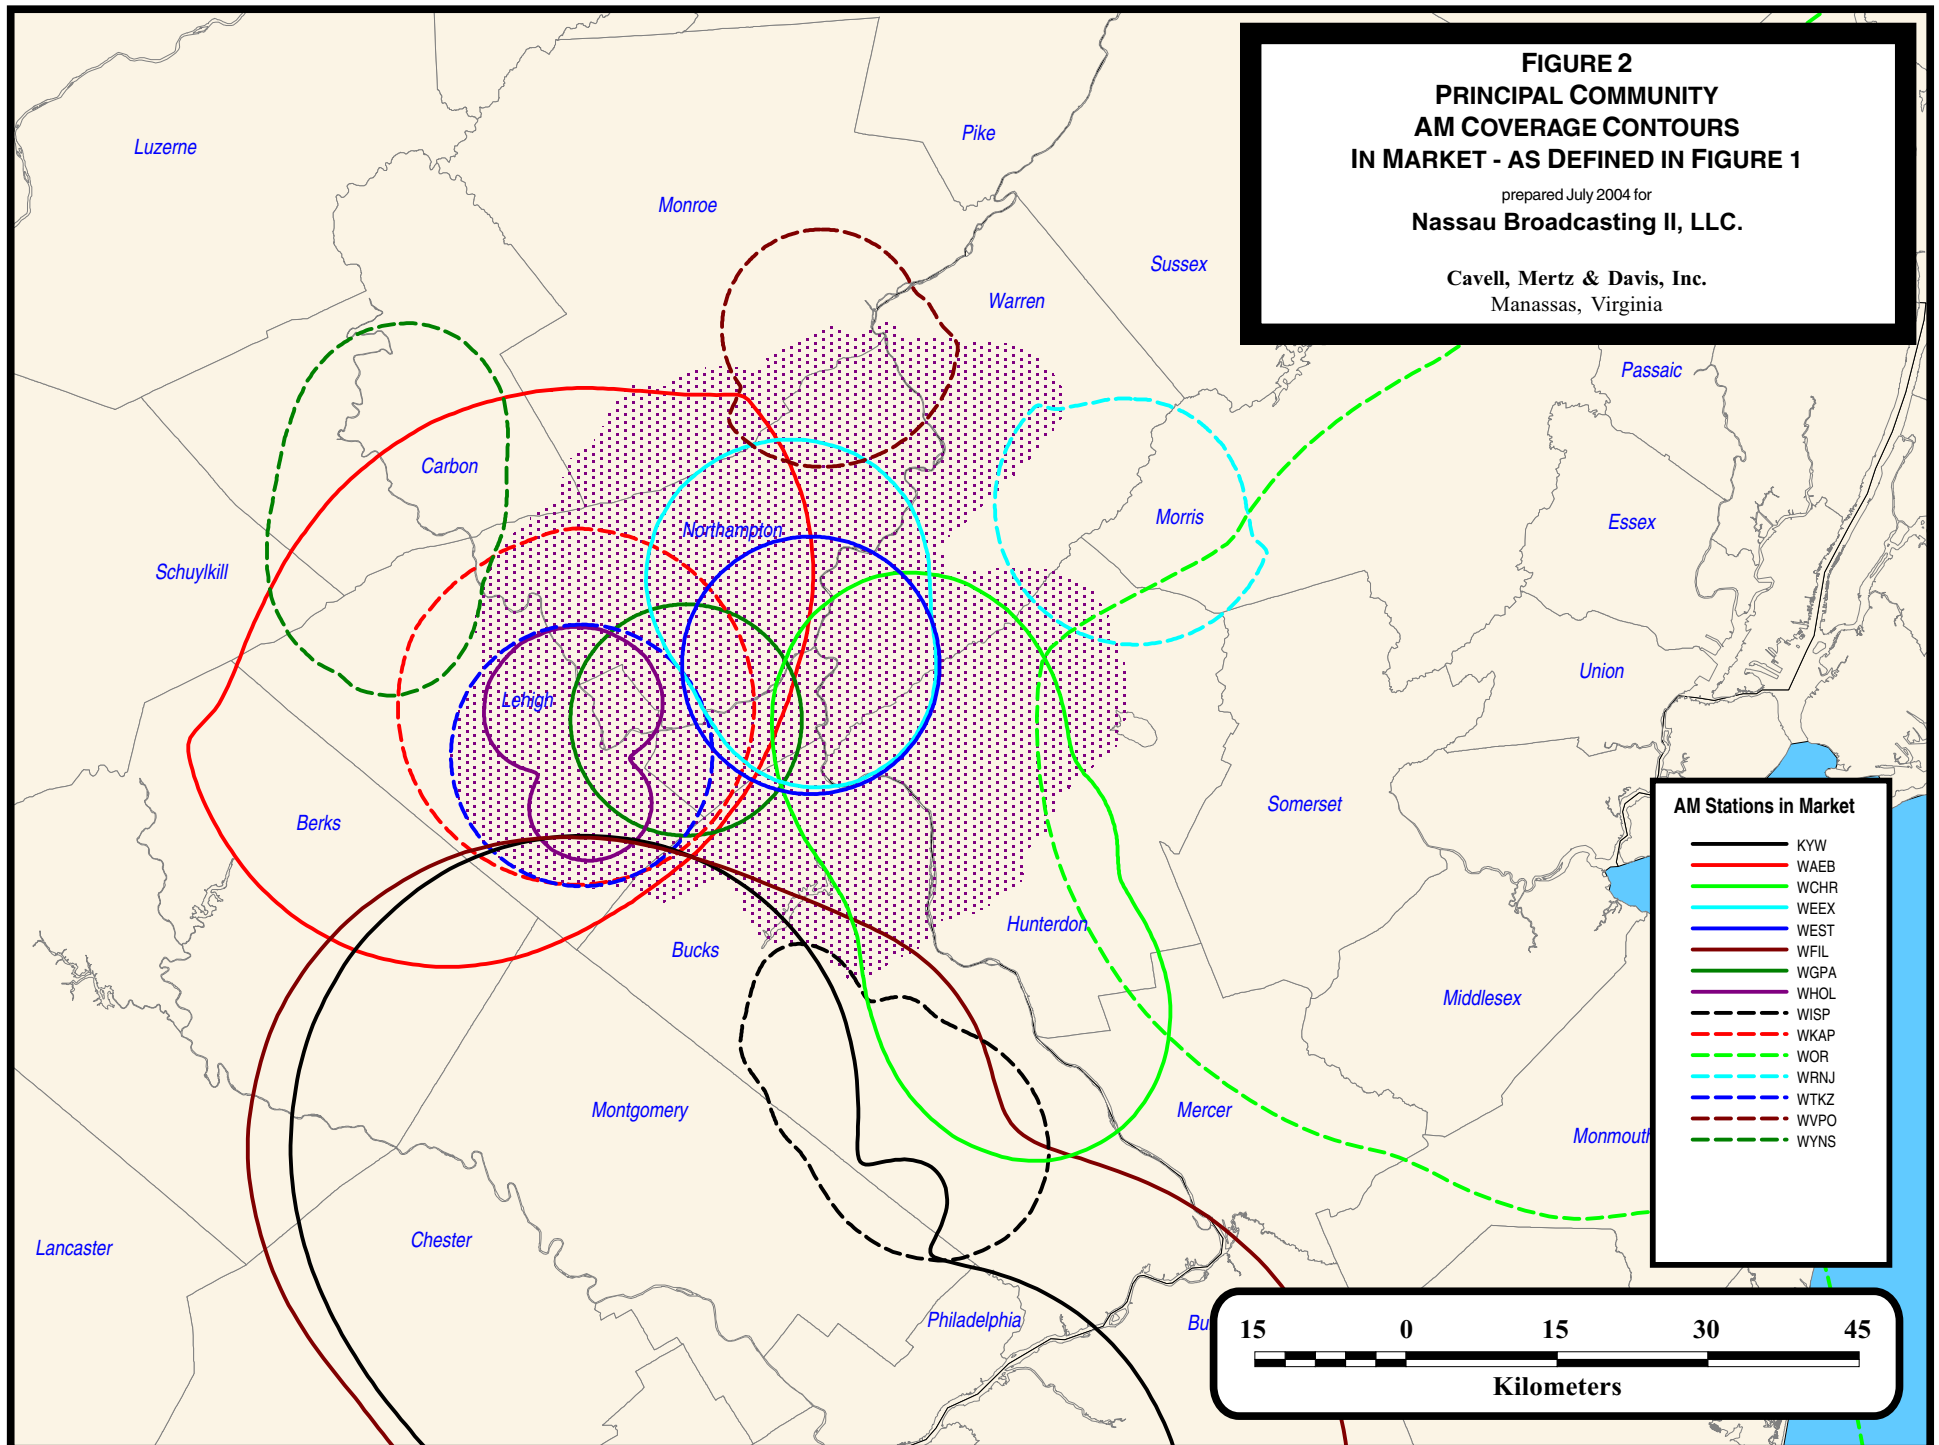 FIGURE 2
PRINCIPAL COMMUNITY
AM COVERAGE CONTOURS
IN MARKET - AS DEFINED IN FIGURE 1
prepared July 2004 for
Nassau Broadcasting II, LLC.
Cavell, Mertz & Davis, Inc.
Manassas, Virginia
Luzerne
Pike
Monroe
Sussex
Warren
Passaic
Carbon
Northampton
Morris
Essex
Schuylkill
Union
Lehigh
Berks
Somerset
Hunterdon
Bucks
Middlesex
Montgomery
Mercer
Monmouth
Lancaster
Chester
Philadelphia
Bu
AM Stations in Market
KYW
WAEB
WCHR
WEEX
WEST
WFIL
WGPA
WHOL
WISP
WKAP
WOR
WRNJ
WTKZ
WVPO
WYNS
15 0 15 30 45
Kilometers